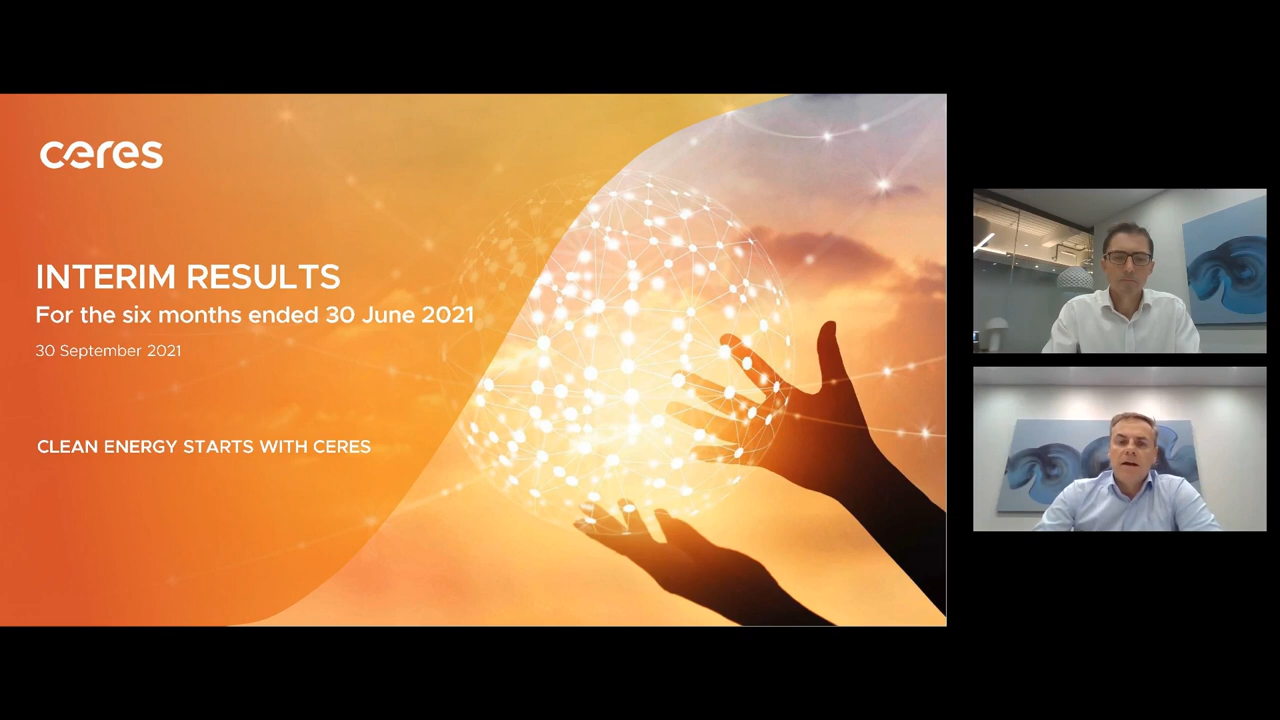 ceres
INTERIM RESULTS
For the six months ended 30 June 2021
30 September 2021
CLEAN ENERGY STARTS WITH CERES